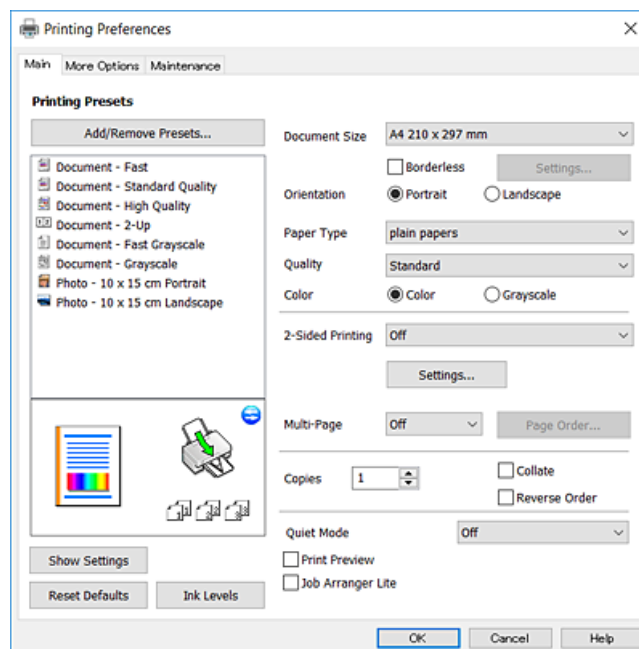 Printing Preferences
Main
More Options
Maintenance
Printing Presets
Add/Remove Presets...
Document - Fast
Document - Standard Quality
Document - High Quality
Document - 2-Up
Document - Fast Grayscale
Document - Grayscale
Photo - 10 x 15 cm Portrait
Photo - 10 x 15 cm Landscape
Show Settings
Reset Defaults
Ink Levels
Document Size
A4 210 x 297 mm
Borderless
Settings...
Orientation
Portrait
Landscape
Paper Type
plain papers
Quality
Standard
Color
Color
Grayscale
2-Sided Printing
Off
Settings...
Multi-Page
Off
Page Order...
Copies
1
Collate
Reverse Order
Quiet Mode
Off
Print Preview
Job Arranger Lite
OK
Cancel
Help